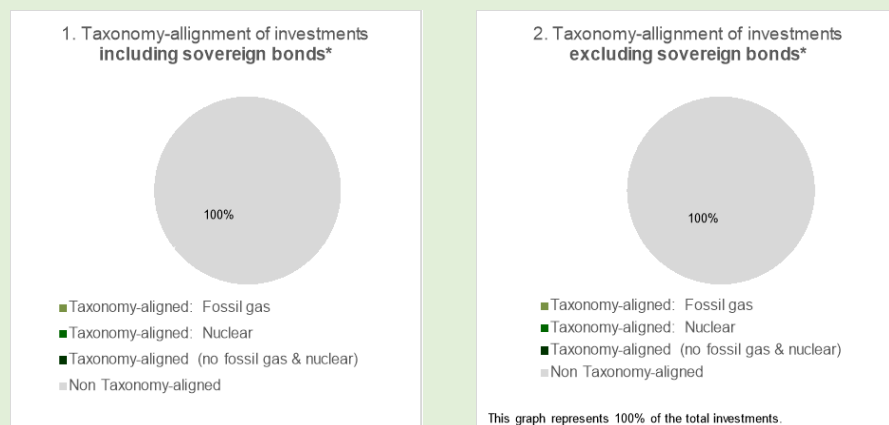 1. Taxonomy-allignment of investments
including sovereign bonds*
100%
Taxonomy-aligned: Fossil gas
Taxonomy-aligned: Nuclear
Taxonomy-aligned (no fossil gas & nuclear)
Non Taxonomy-aligned
2. Taxonomy-allignment of investments
excluding sovereign bonds*
100%
Taxonomy-aligned: Fossil gas
Taxonomy-aligned: Nuclear
Taxonomy-aligned (no fossil gas & nuclear)
Non Taxonomy-aligned
This graph represents 100% of the total investments.